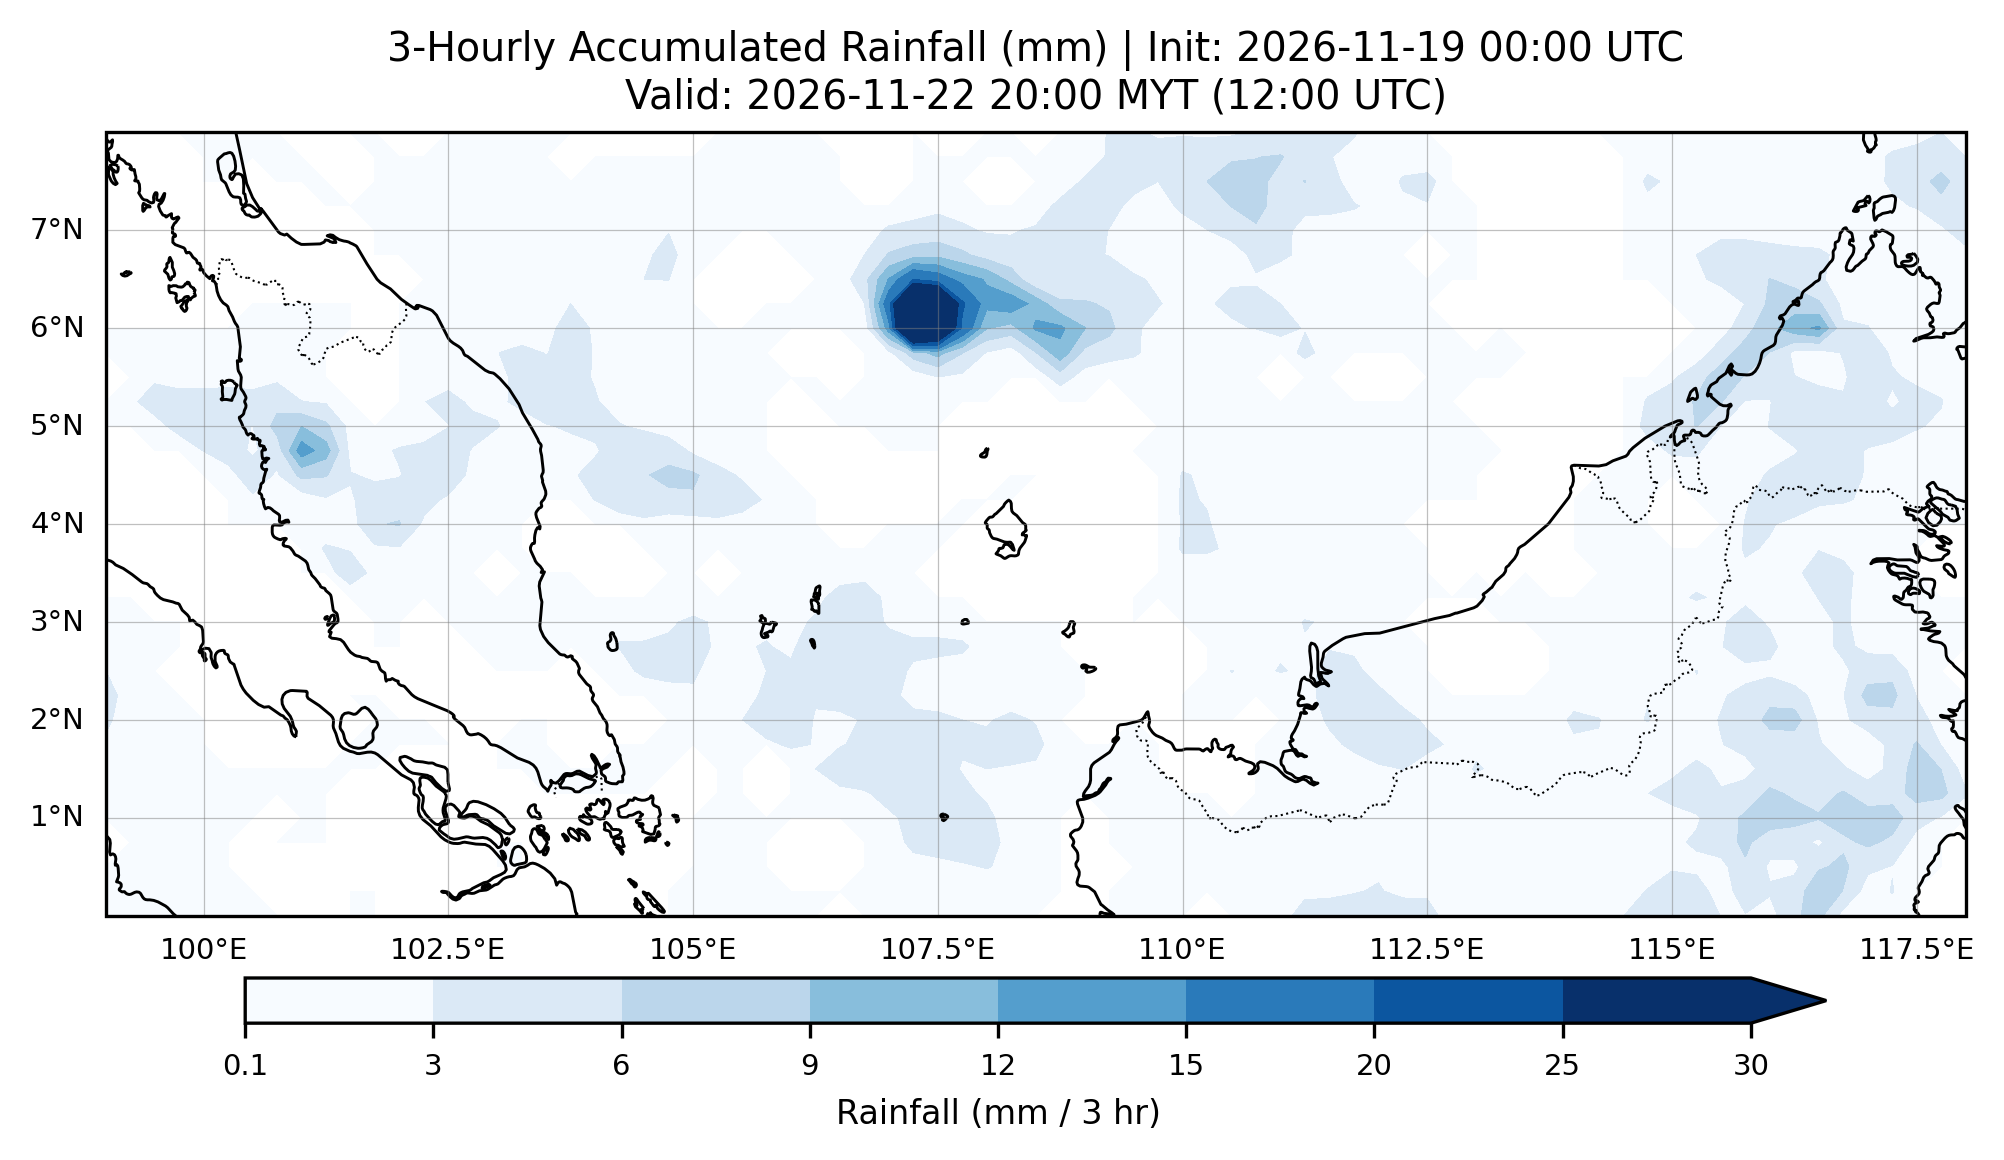 3-Hourly Accumulated Rainfall (mm) | Init: 2026-11-19 00:00 UTC
Valid: 2026-11-22 20:00 MYT (12:00 UTC)
7°N
6°N
5°N
4°N
3°N
2°N
1°N
100°E 102.5°E 105°E 107.5°E 110°E 112.5°E 115°E 117.5°E
0.1 3 6 9 12 15 20 25 30
Rainfall (mm / 3 hr)